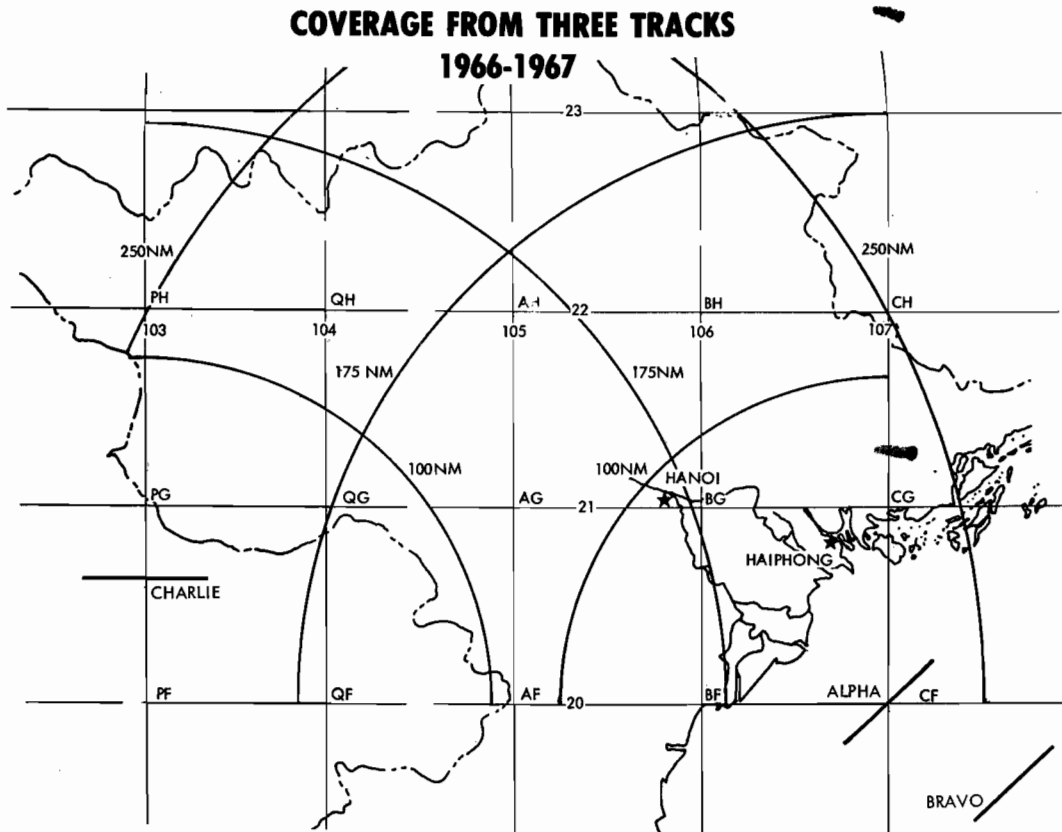 COVERAGE FROM THREE TRACKS
1966-1967
23
250NM
250NM
PH
QH
AH
22
BH
CH
103
104
105
106
107
175 NM
175NM
100NM
100NM
HANOI
PG
QG
AG
21
BG
CG
HAIPHONG
CHARLIE
PF
QF
AF
20
BF
ALPHA
CF
BRAVO